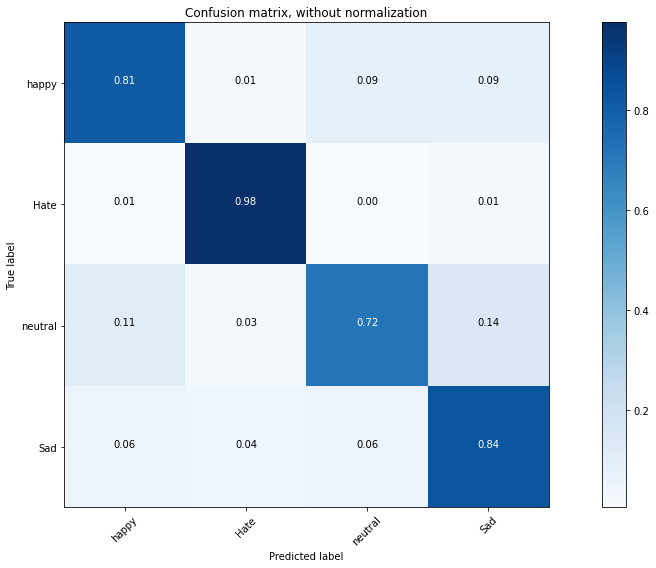 Confusion matrix, without normalization
happy 0.81 0.01 0.09 0.09
Hate 0.01 0.98 0.00 0.01
neutral 0.11 0.03 0.72 0.14
Sad 0.06 0.04 0.06 0.84
True label
happy Hate neutral Sad
Predicted label
0.8
0.6
0.4
0.2